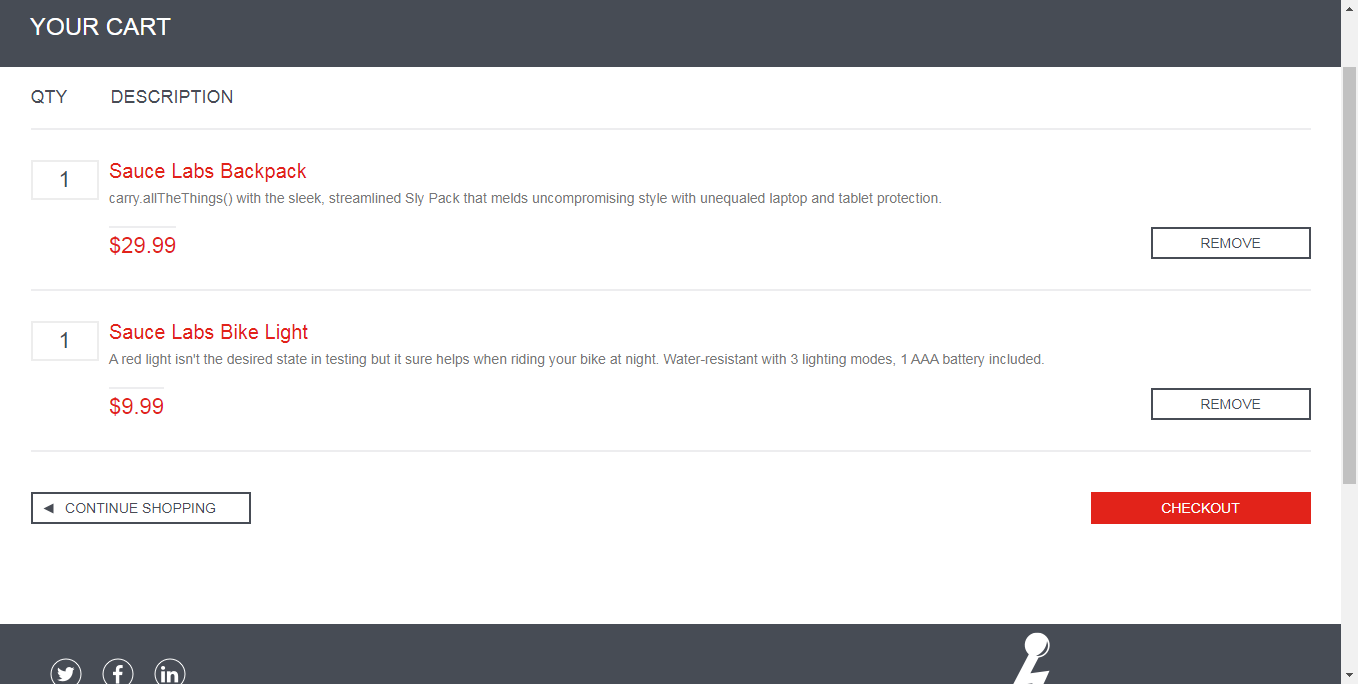 YOUR CART
QTY DESCRIPTION
1 Sauce Labs Backpack
carry.allTheThings() with the sleek, streamlined Sly Pack that melds uncompromising style with unequaled laptop and tablet protection.
$29.99 REMOVE
1 Sauce Labs Bike Light
A red light isn't the desired state in testing but it sure helps when riding your bike at night. Water-resistant with 3 lighting modes, 1 AAA battery included.
$9.99 REMOVE
CONTINUE SHOPPING CHECKOUT